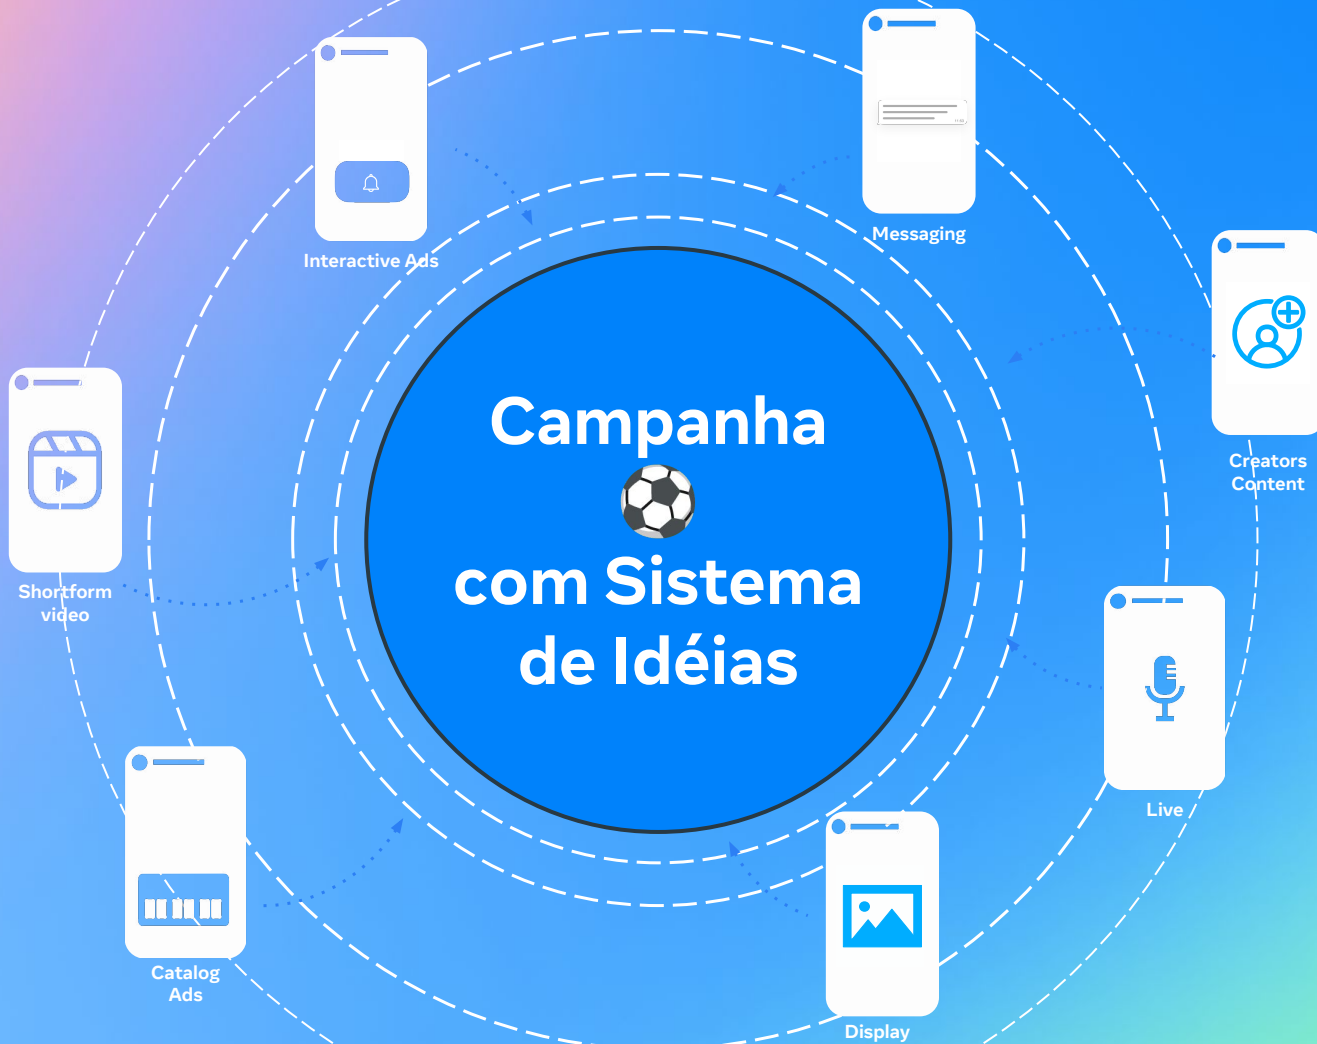 Interactive Ads
Messaging
Creators
Content
Campanha
com Sistema
de Idéias
Shortform
video
Live
Catalog
Ads
Display